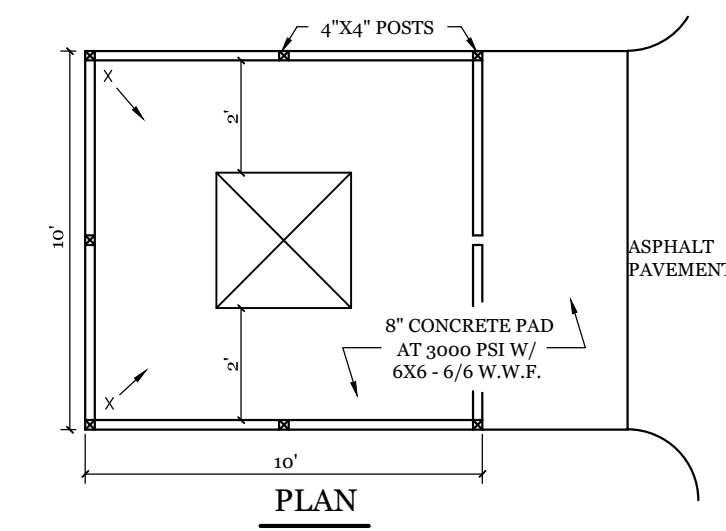 4"X4" POSTS
X
2'
10'
ASPHALT
PAVEMENT
8" CONCRETE PAD
AT 3000 PSI W/
6X6 - 6/6 W.W.F.
2'
X
10'
PLAN